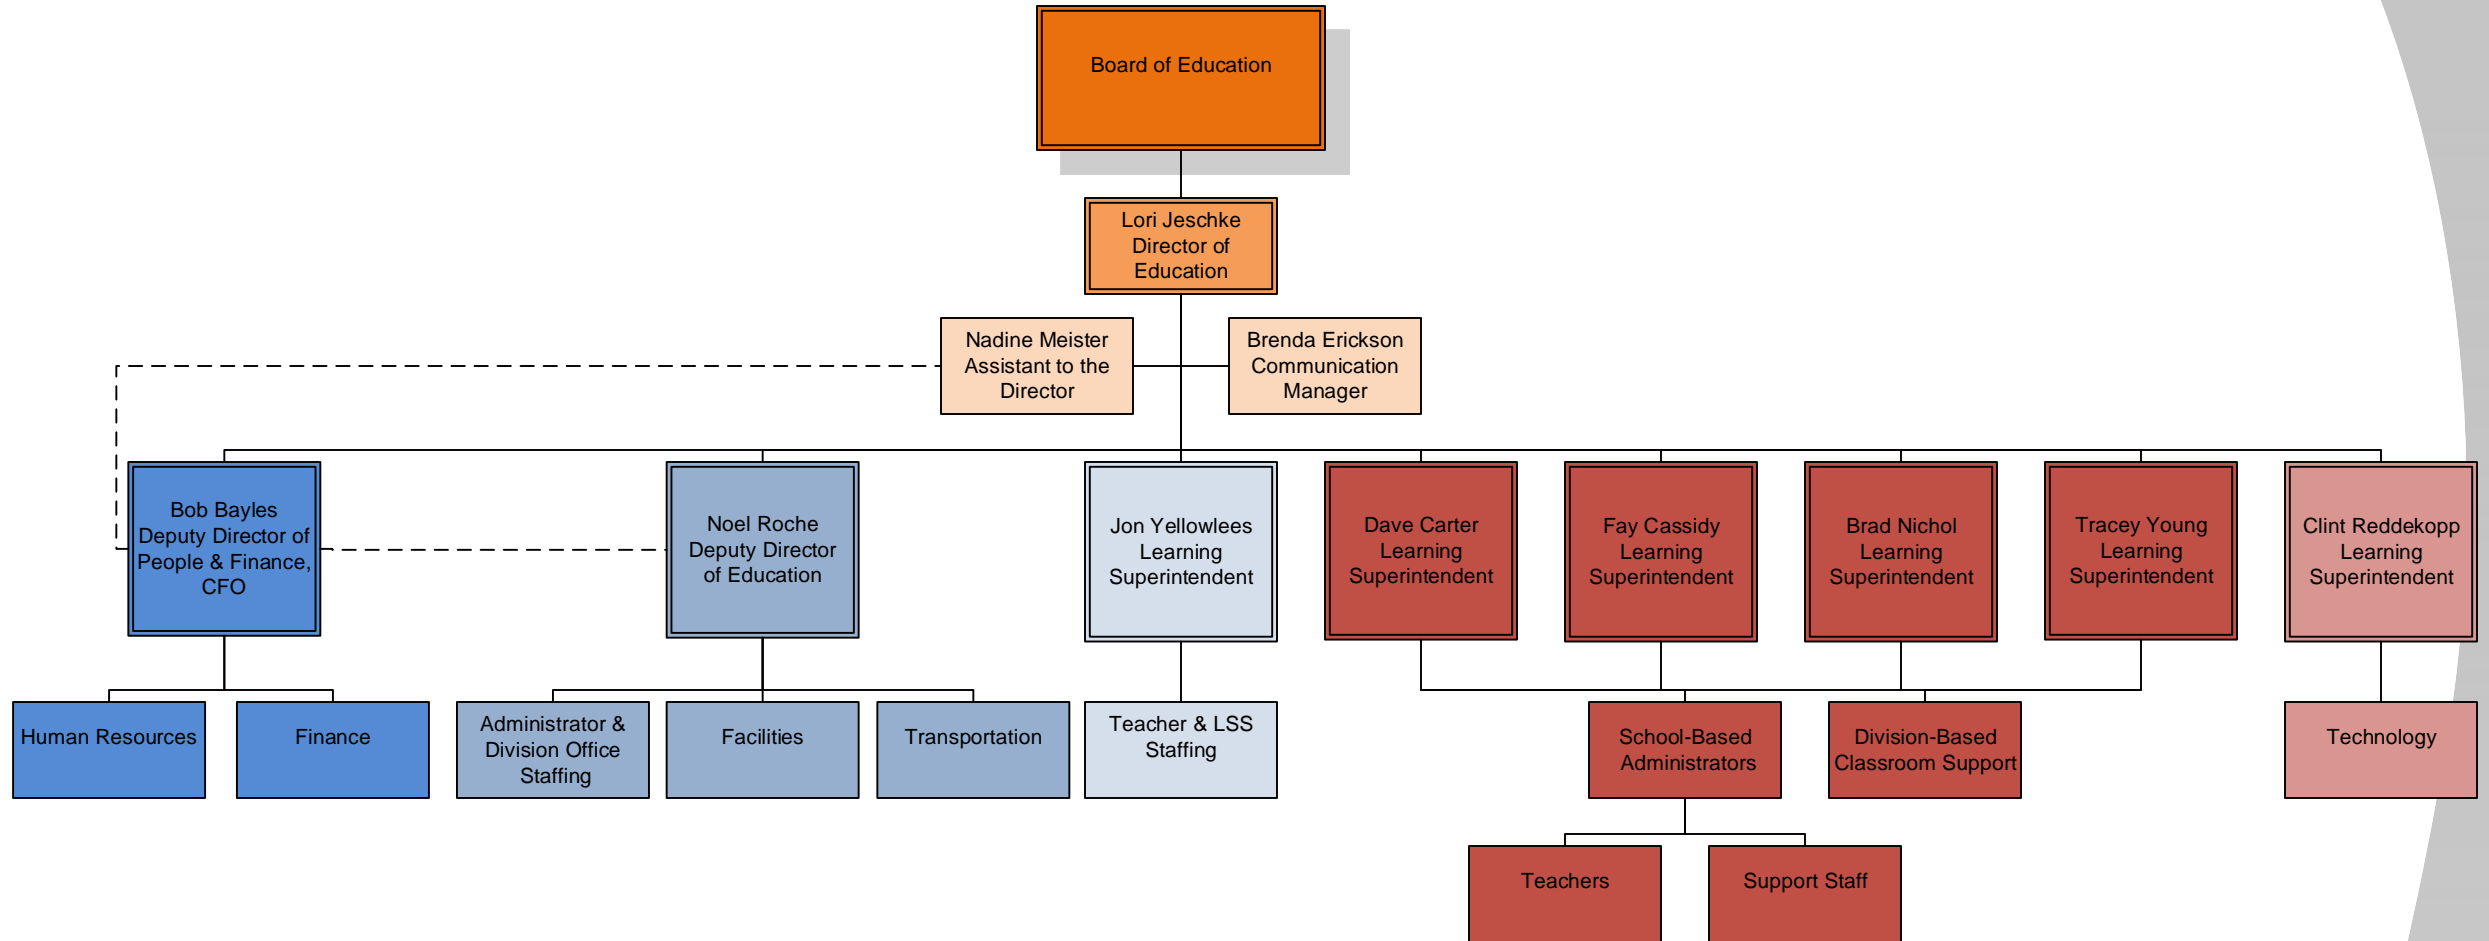 Board of Education
Lori Jeschke
Director of
Education
Nadine Meister
Assistant to the
Director
Brenda Erickson
Communication
Manager
Bob Bayles
Deputy Director of
People & Finance,
CFO
Noel Roche
Deputy Director
of Education
Jon Yellowlees
Learning
Superintendent
Dave Carter
Learning
Superintendent
Fay Cassidy
Learning
Superintendent
Brad Nichol
Learning
Superintendent
Tracey Young
Learning
Superintendent
Clint Reddekopp
Learning
Superintendent
Human Resources
Finance
Administrator &
Division Office
Staffing
Facilities
Transportation
Teacher & LSS
Staffing
School-Based
Administrators
Division-Based
Classroom Support
Technology
Teachers
Support Staff